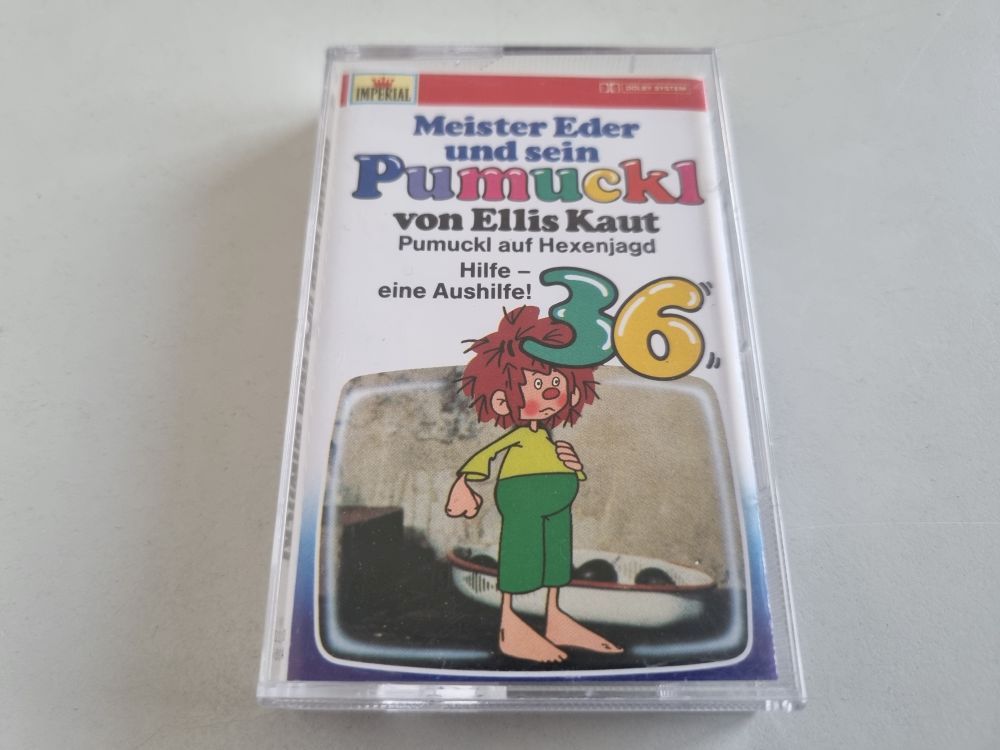 IMPERIAL
DOLBY SYSTEM
Meister Eder
und sein
Pumuckl
von Ellis Kaut
Pumuckl auf Hexenjagd
Hilfe –
eine Aushilfe!
36